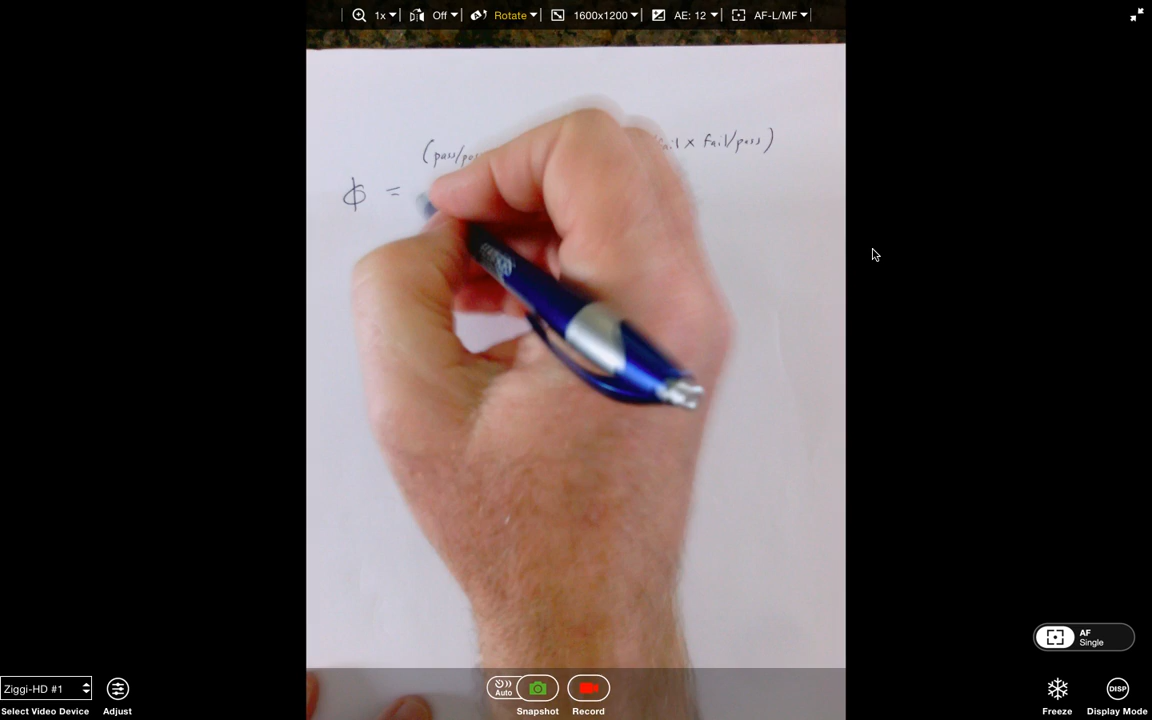 1x Off Rotate 1600x1200 AE: 12 AF-L/MF
(pass/ x fail/pass)
ϕ =
AF
Single
Ziggi-HD #1
Auto
Select Video Device Adjust Snapshot Record Freeze Display Mode
DISP